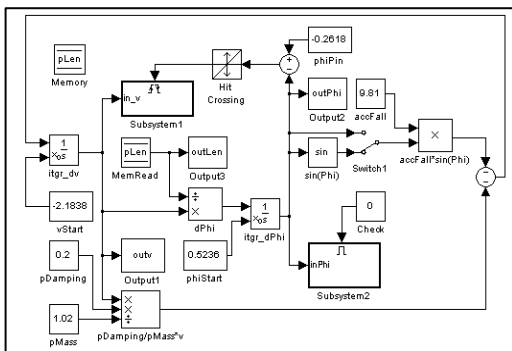 pLen
Memory
in_v
Subsystem1
Hit
Crossing
+
−
-0.2618
phiPin
outPhi
Output2
9.81
accFall
×
accFall*sin(Phi)
1
s
xo
itgr_dv
pLen
MemRead
outLen
Output3
sin
sin(Phi)
Switch1
−
−
-2.1838
vStart
÷
×
dPhi
1
s
xo
itgr_dPhi
0
Check
outv
Output1
0.5236
phiStart
inPhi
Subsystem2
0.2
pDamping
×
×
÷
pDamping/pMass*v
1.02
pMass